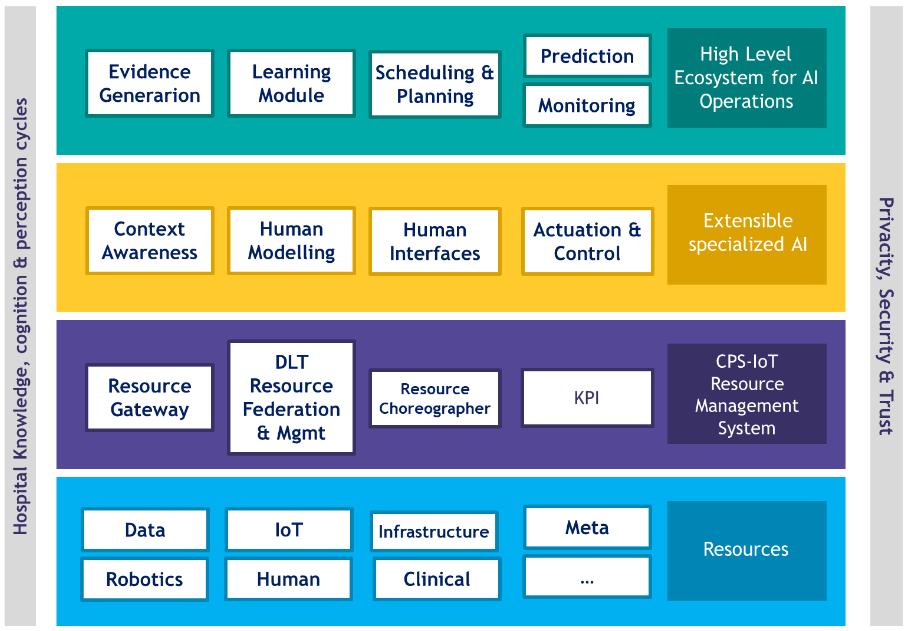 Hospital Knowledge, cognition & perception cycles
Evidence
Generarion
Learning
Module
Scheduling &
Planning
Prediction
Monitoring
High Level
Ecosystem for AI
Operations
Context
Awareness
Human
Modelling
Human
Interfaces
Actuation &
Control
Extensible
specialized AI
Resource
Gateway
DLT
Resource
Federation
& Mgmt
Resource
Choreographer
KPI
CPS-IoT
Resource
Management
System
Data
IoT
Infrastructure
Meta
Robotics
Human
Clinical
...
Resources
Privacity, Security & Trust